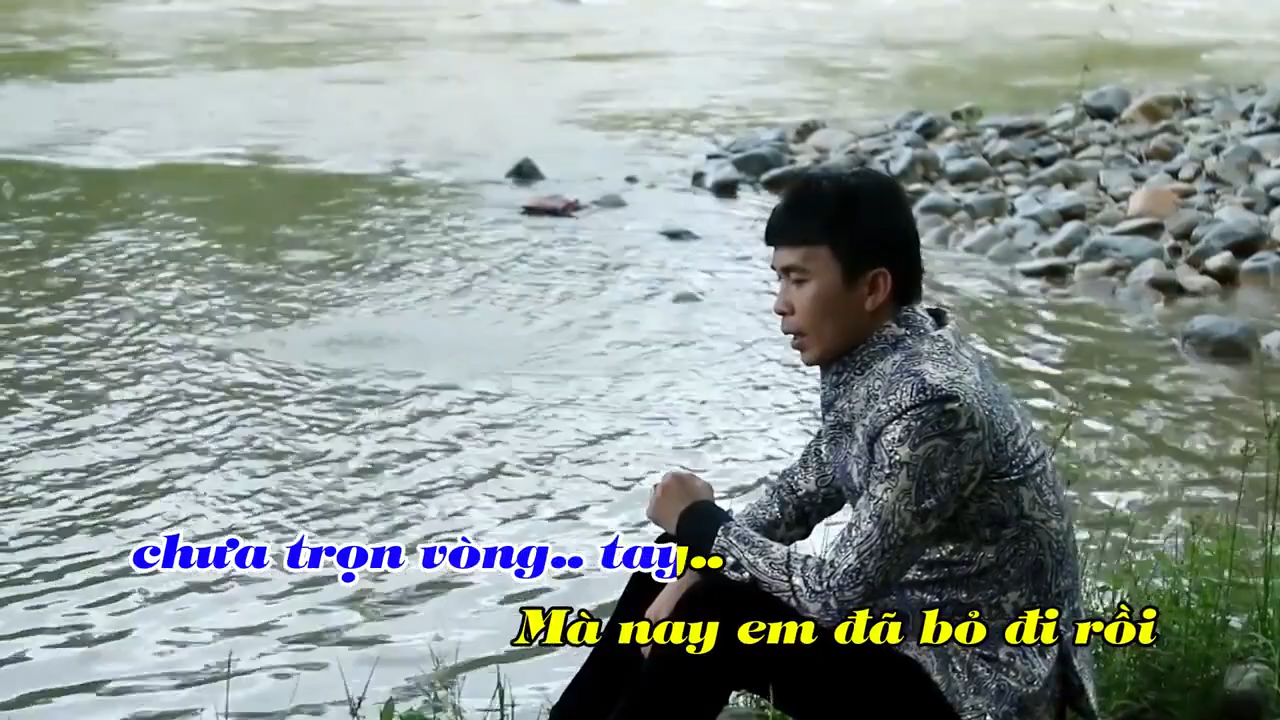 chưa trọn vòng.. tay..
Mà nay em đã bỏ đi rồi